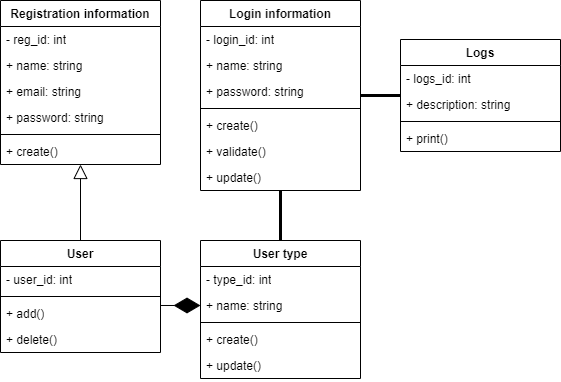 Registration information
- reg_id: int
+ name: string
+ email: string
+ password: string
+ create()
Login information
- login_id: int
+ name: string
+ password: string
+ create()
+ validate()
+ update()
Logs
- logs_id: int
+ description: string
+ print()
User
- user_id: int
+ add()
+ delete()
User type
- type_id: int
+ name: string
+ create()
+ update()